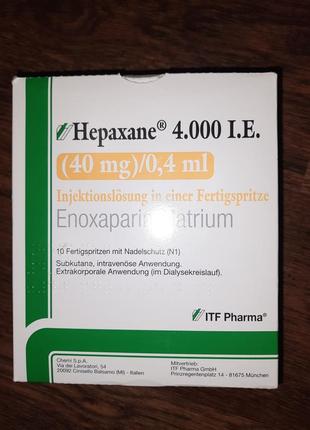 Hepaxane® 4.000 I.E.
(40 mg)/0,4 ml
Injektionslösung in einer Fertigspritze
Enoxaparin-Natrium
10 Fertigspritzen mit Nadelschutz (N1)
Subkutane, intravenöse Anwendung.
Extrakorporale Anwendung (im Dialysekreislauf).
ITF Pharma®
Chemi S.p.A.
Via dei Lavoratori, 54
20092 Cinisello Balsamo (MI) - Italien
Mitvertrieb:
ITF Pharma GmbH
Prinzregentenplatz 14 - 81675 München